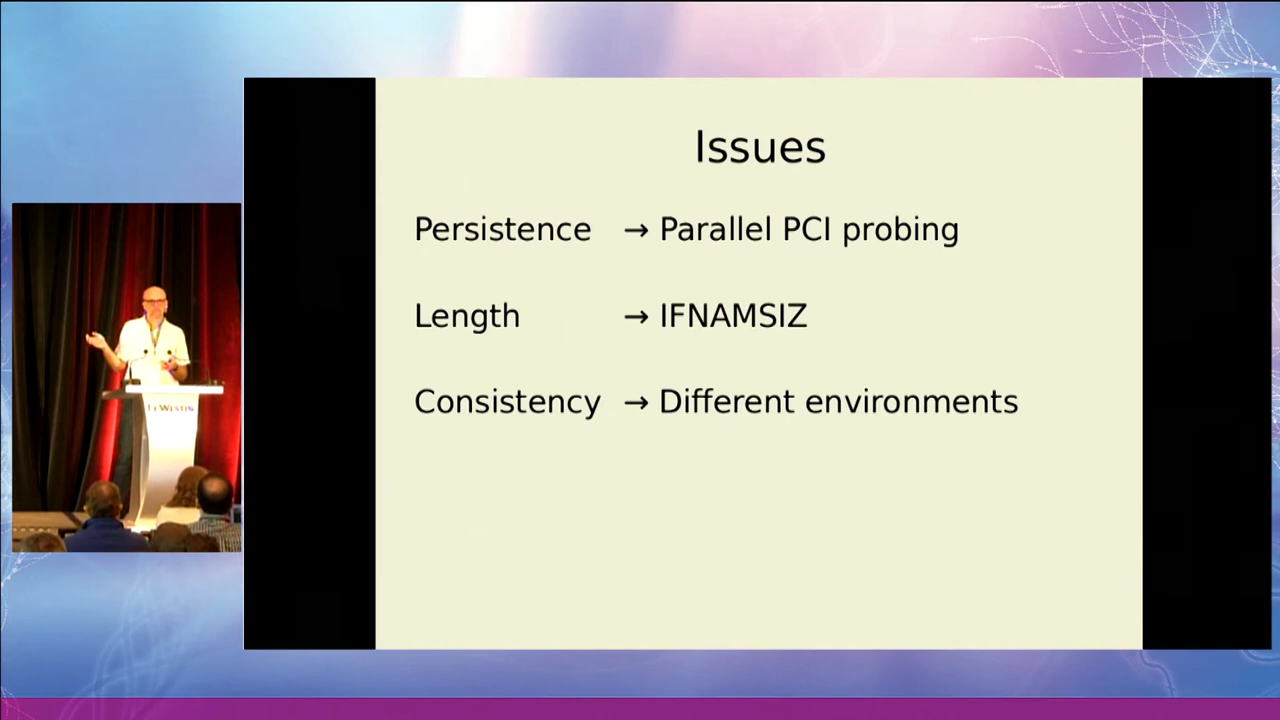 Issues
Persistence → Parallel PCI probing
Length → IFNAMSIZ
Consistency → Different environments